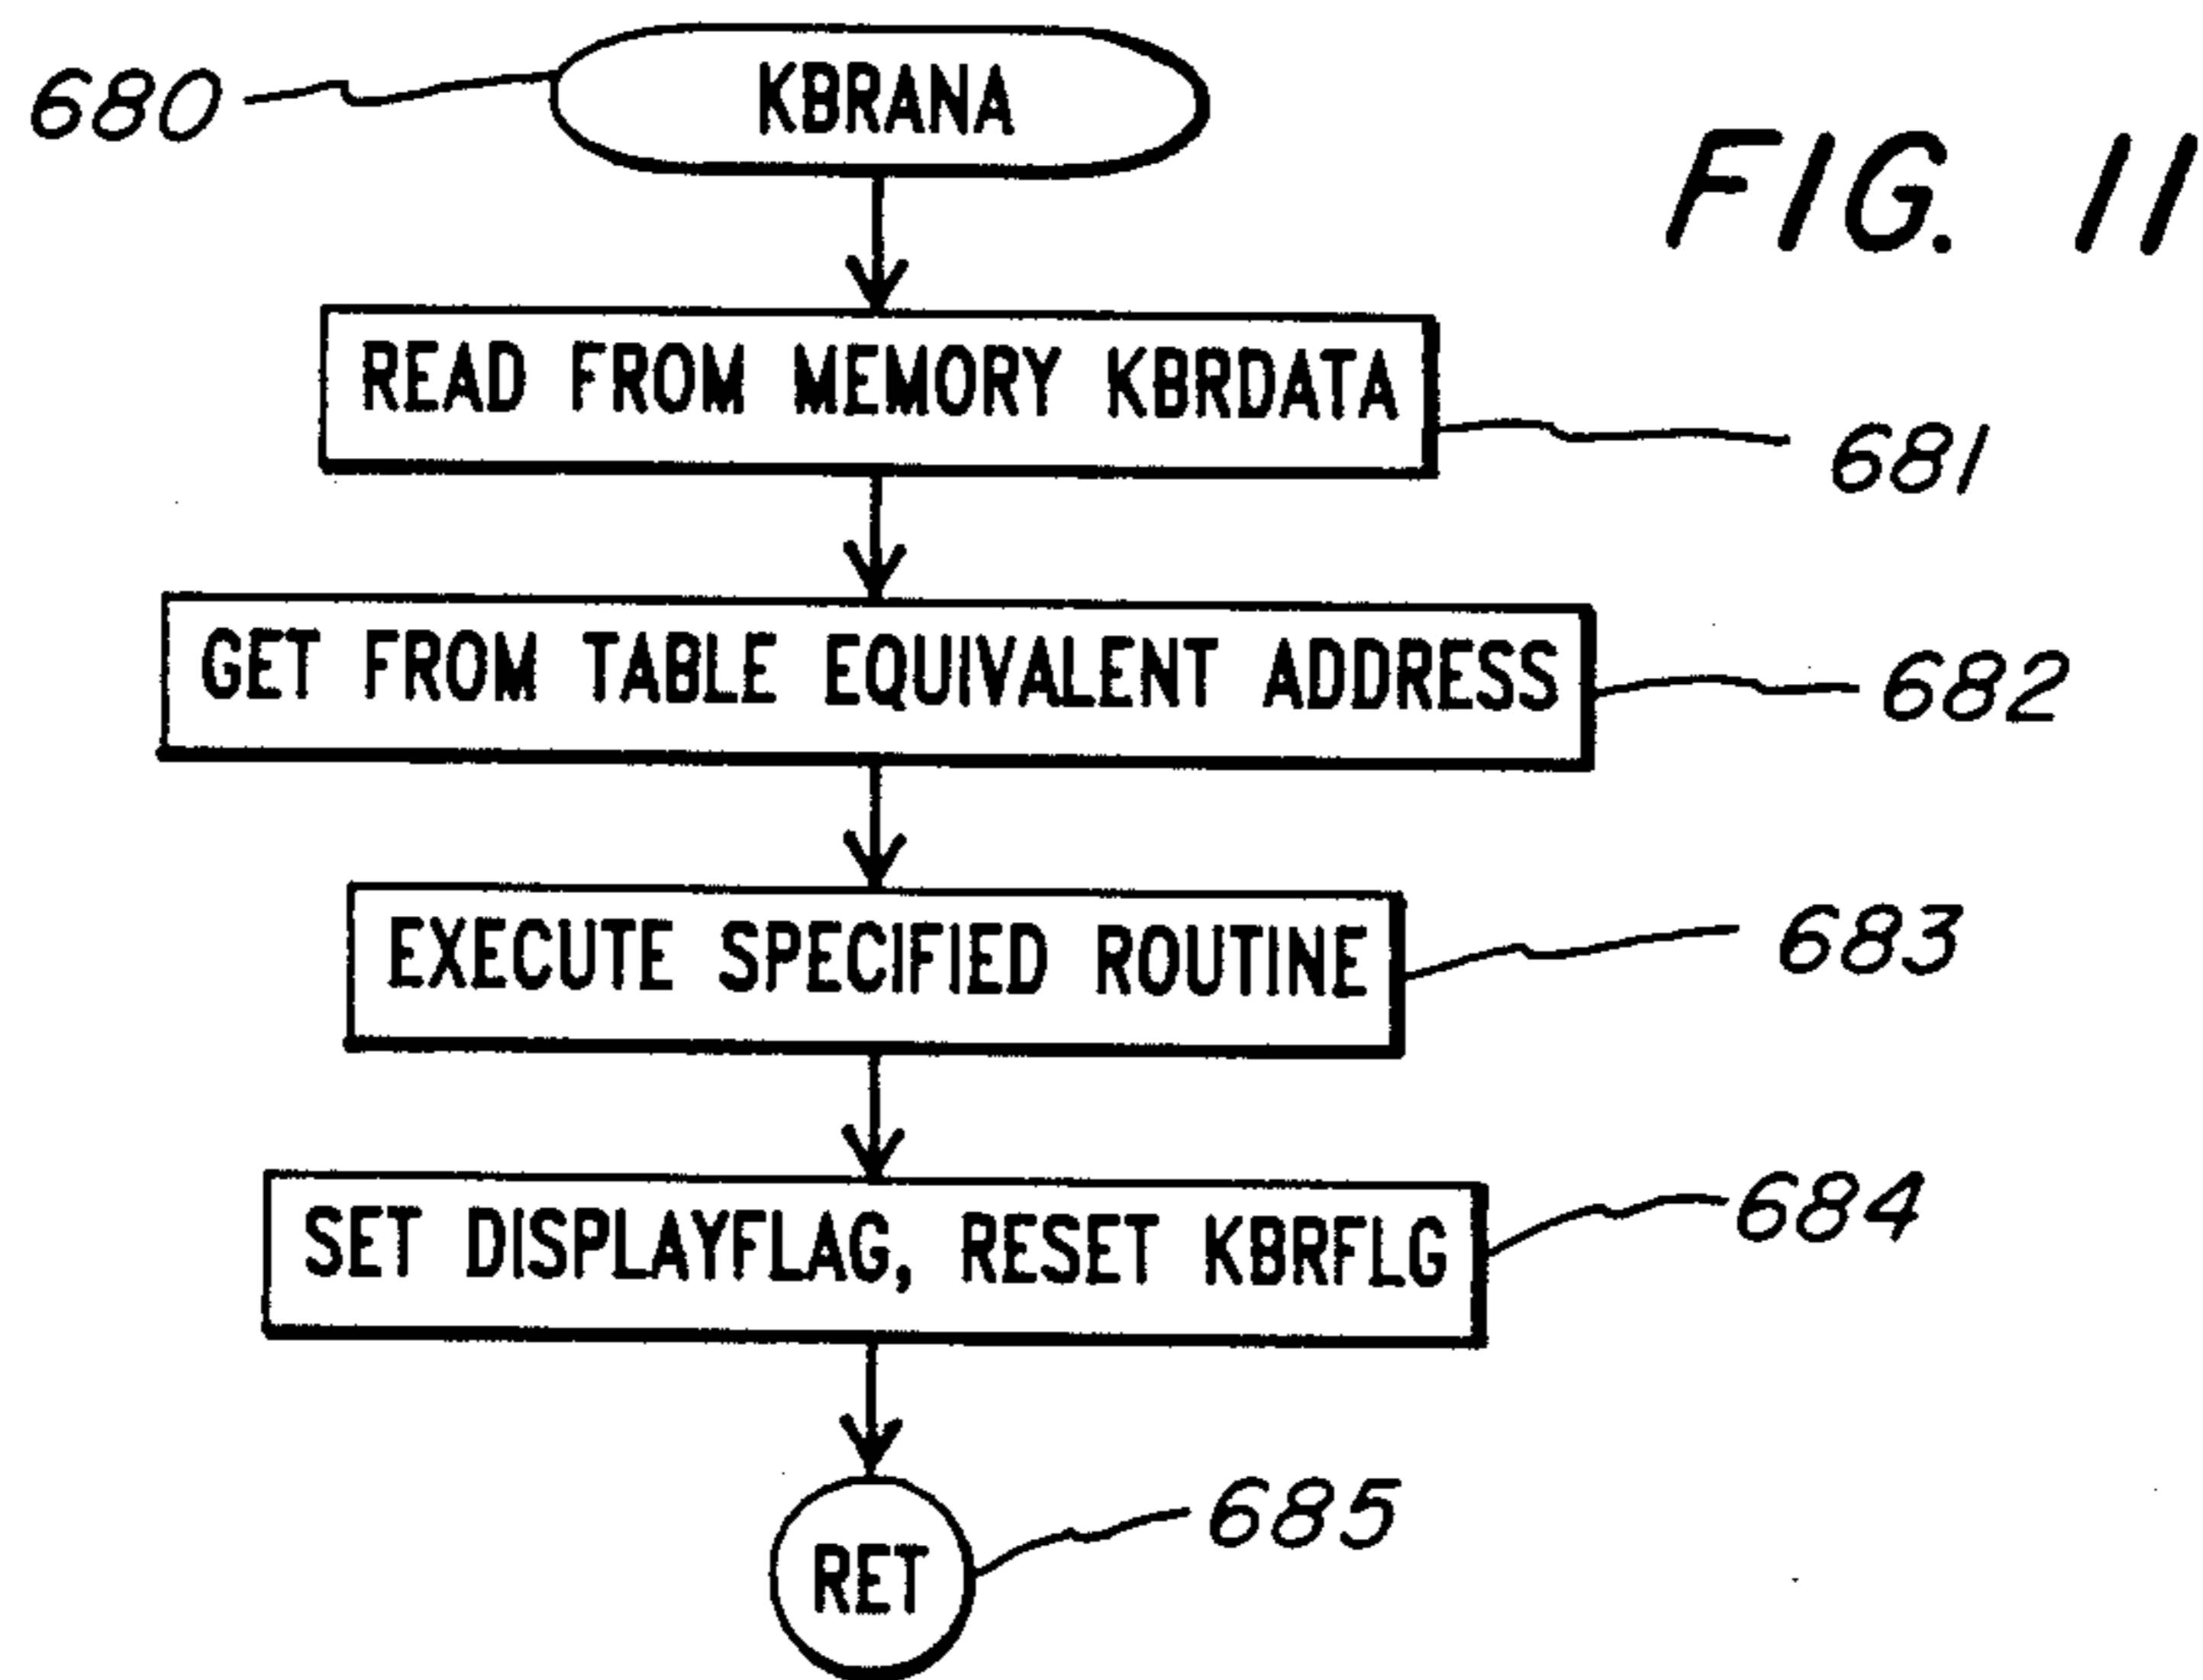 680
KBRANA
FIG. 11
READ FROM MEMORY KBRDATA
681
GET FROM TABLE EQUIVALENT ADDRESS
682
EXECUTE SPECIFIED ROUTINE
683
SET DISPLAYFLAG, RESET KBRFLG
684
RET
685